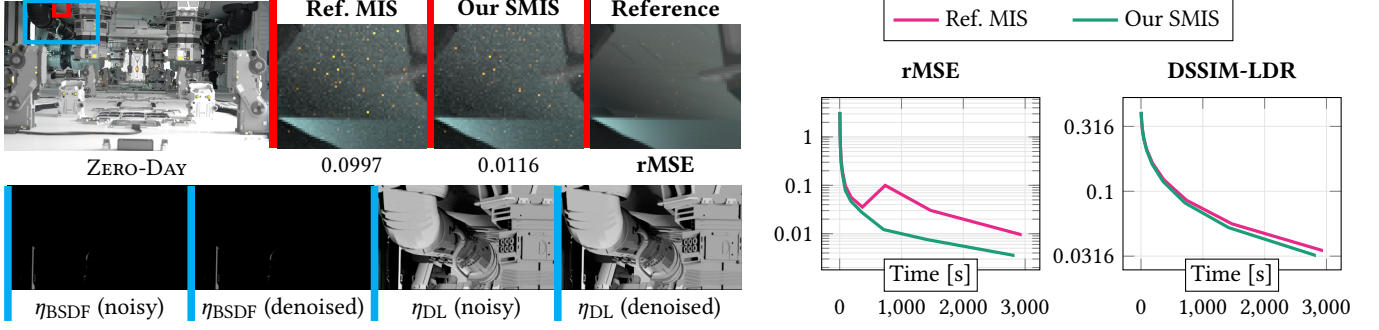 Ref. MIS Our SMIS Reference
ZERO-DAY 0.0997 0.0116 rMSE
ηBSDF (noisy) ηBSDF (denoised) ηDL (noisy) ηDL (denoised)
Ref. MIS Our SMIS
rMSE
1
0.1
0.01
Time [s]
0 1,000 2,000 3,000
DSSIM-LDR
0.316
0.1
0.0316
Time [s]
0 1,000 2,000 3,000